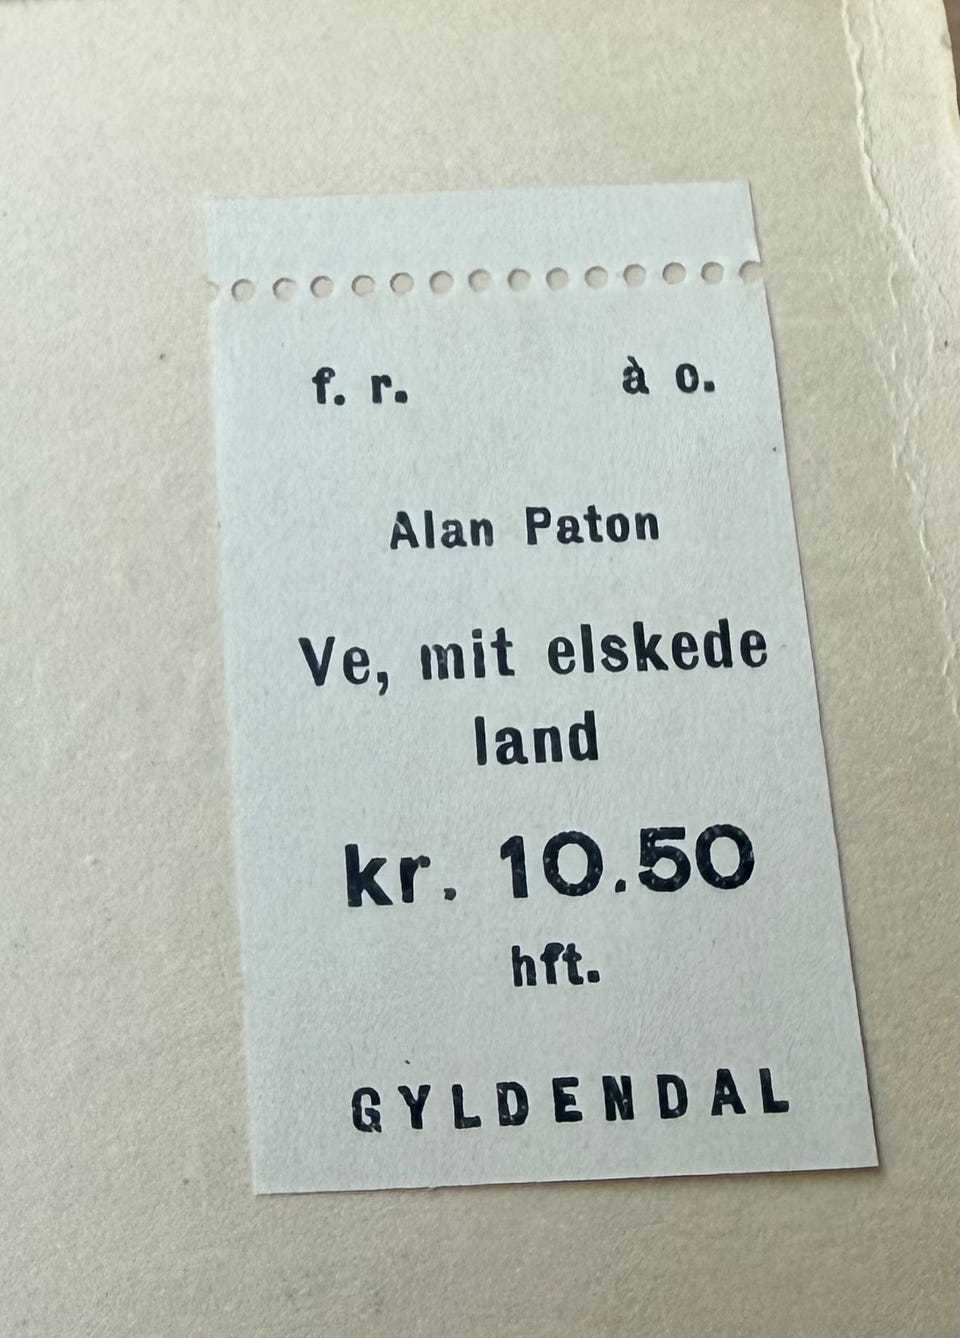 f. r. à o.
Alan Paton
Ve, mit elskede
land
kr. 10.50
hft.
GYLDENDAL